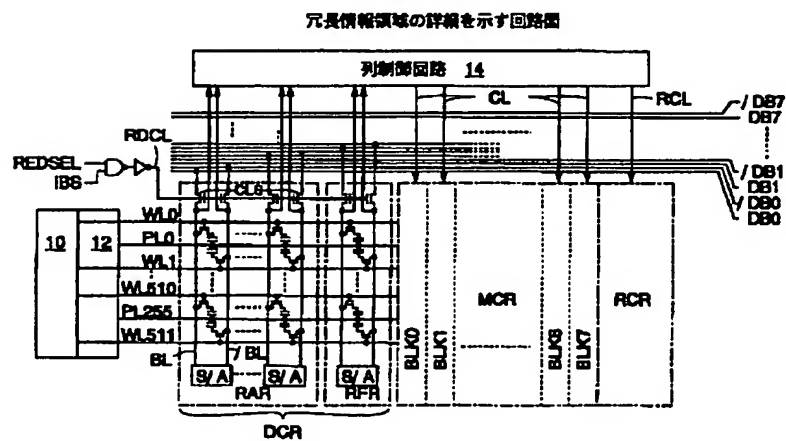 冗長情報領域の詳細を示す回路図
列制御回路 14
CL
RCL
/DB7
DB7
RDCL
REDSEL
IBS
/DB1
DB1
/DB0
DB0
CLS
10
12
WL0
PL0
WL1
WL510
PL255
WL511
BL
/BL
S/A
S/A
S/A
RAR
RFR
DCR
BLK0
BLK1
MCR
BLK6
BLK7
RCR